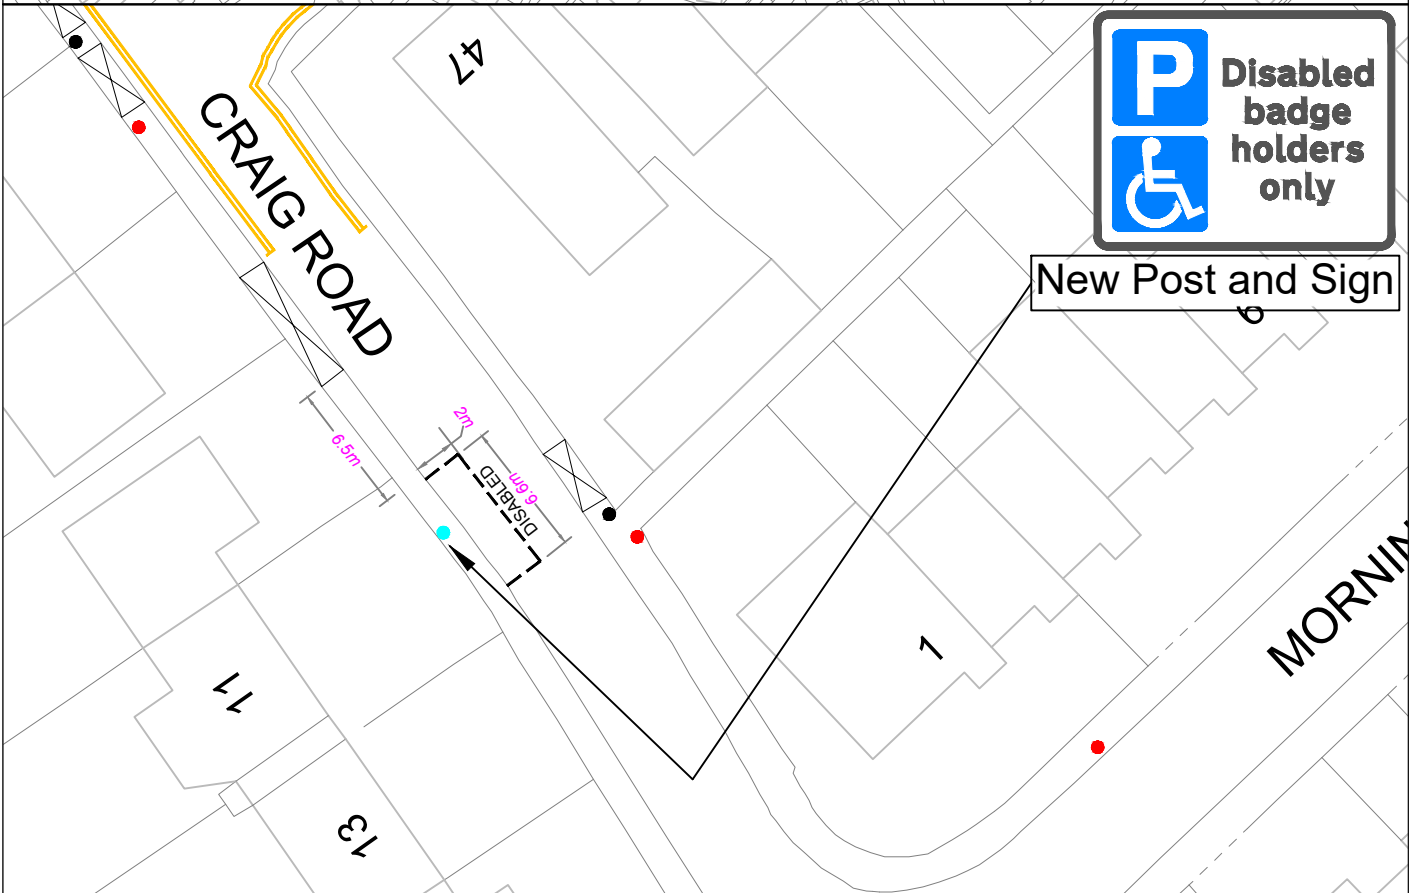 47
CRAIG ROAD
P
Disabled
badge
holders
only
New Post and Sign
6
2m
6.5m
6.6m
DISABLED
1
11
13